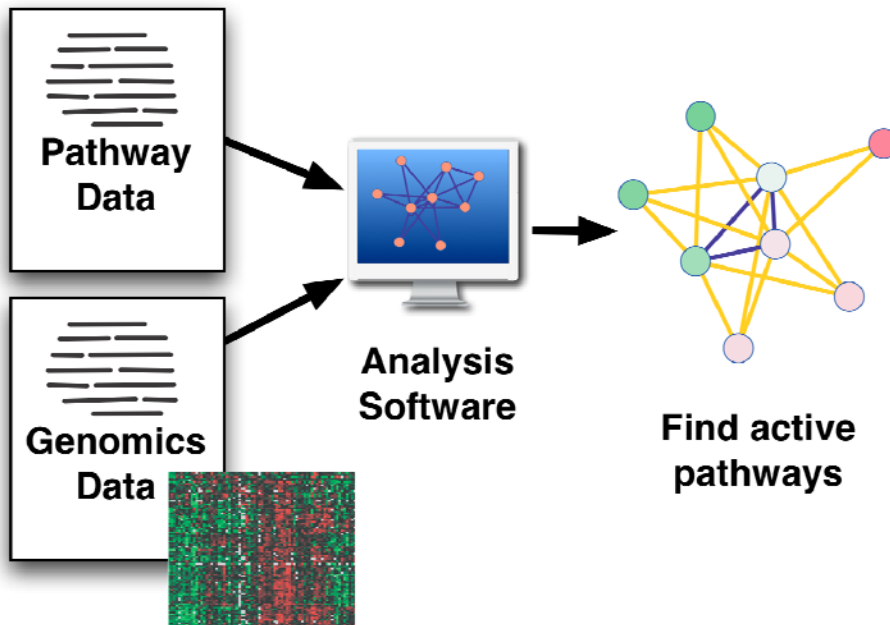 Pathway
Data
Genomics
Data
Analysis
Software
Find active
pathways